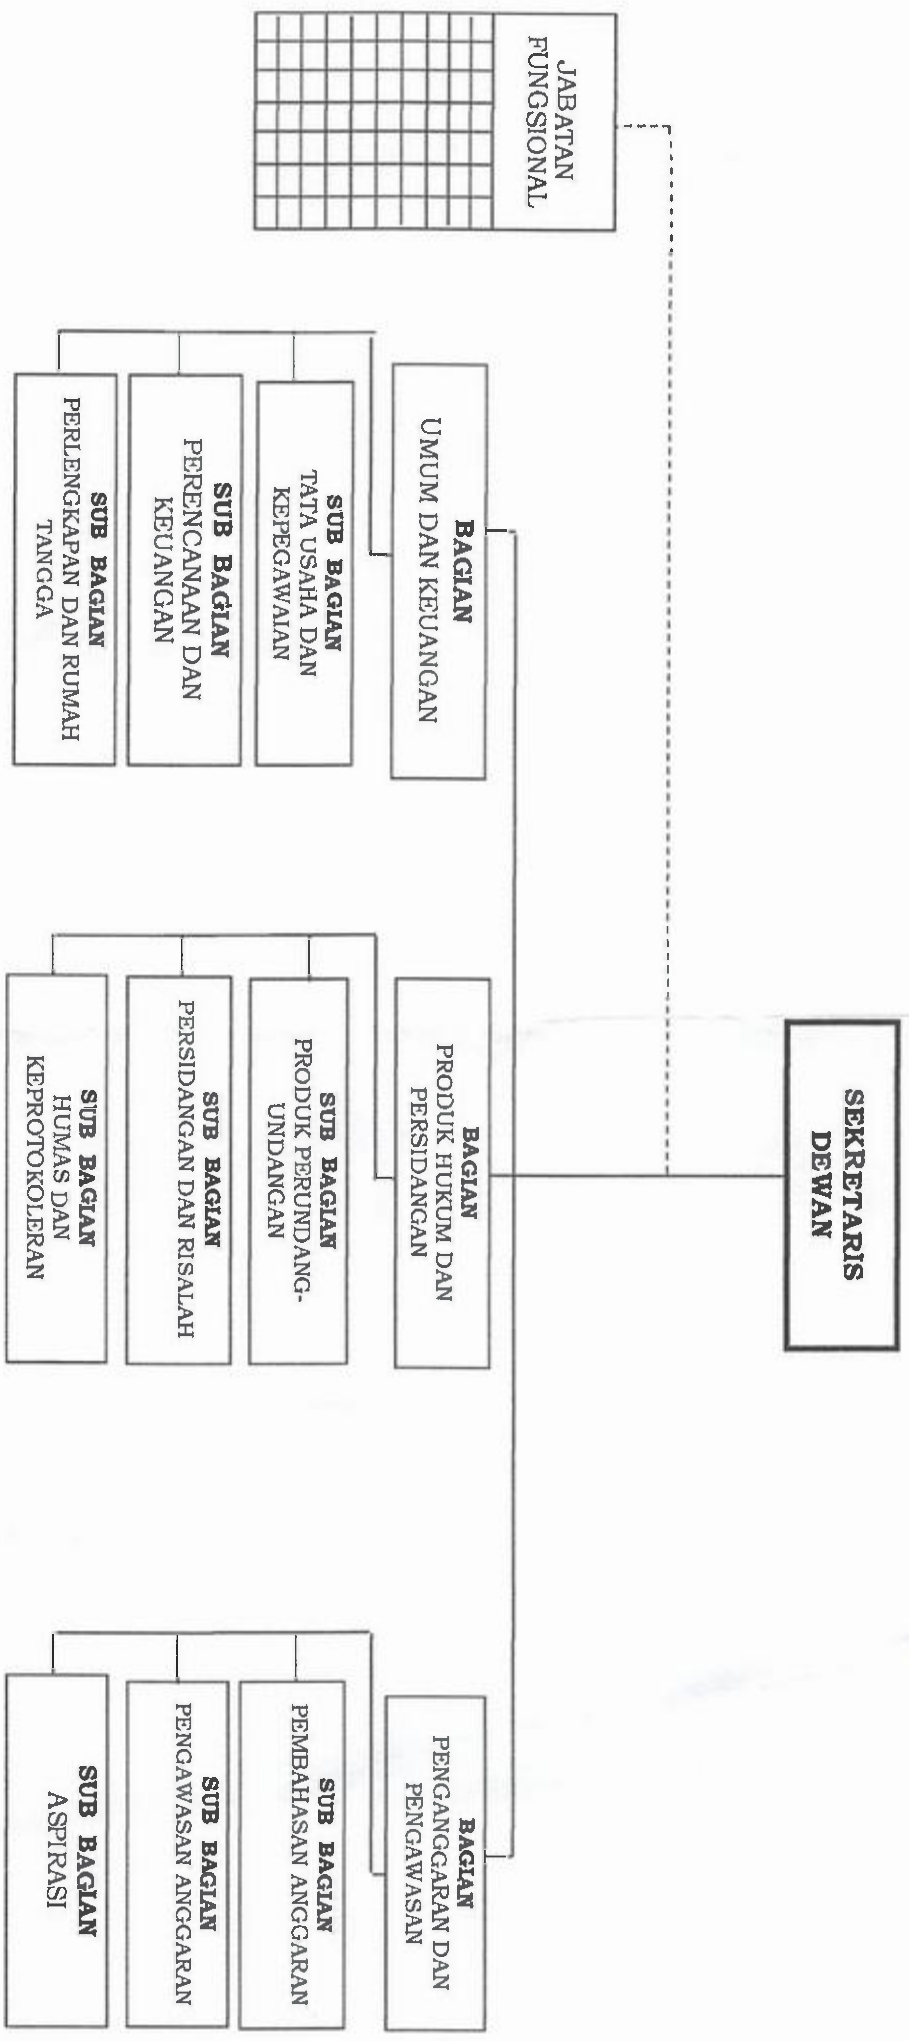 SEKRETARIS
DEWAN
JABATAN
FUNGSIONAL
BAGIAN
UMUM DAN KEUANGAN
SUB BAGIAN
TATA USAHA DAN
KEPEGAWAIAN
SUB BAGIAN
PERENCANAAN DAN
KEUANGAN
SUB BAGIAN
PERLENGKAPAN DAN RUMAH
TANGGA
BAGIAN
PRODUK HUKUM DAN
PERSIDANGAN
SUB BAGIAN
PRODUK PERUNDANG-
UNDANGAN
SUB BAGIAN
PERSIDANGAN DAN RISALAH
SUB BAGIAN
HUMAS DAN
KEPROTOKOLERAN
BAGIAN
PENGANGGARAN DAN
PENGAWASAN
SUB BAGIAN
PEMBAHASAN ANGGARAN
SUB BAGIAN
PENGAWASAN ANGGARAN
SUB BAGIAN
ASPIRASI